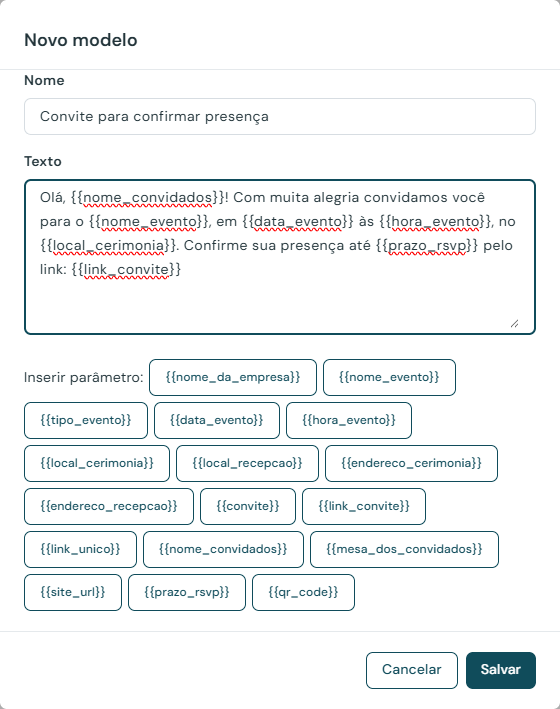 Novo modelo
Nome
Convite para confirmar presença
Texto
Olá, {{nome_convidados}}! Com muita alegria convidamos você
para o {{nome_evento}}, em {{data_evento}} às {{hora_evento}}, no
{{local_cerimonia}}. Confirme sua presença até {{prazo_rsvp}} pelo
link: {{link_convite}}
Inserir parâmetro: {{nome_da_empresa}} {{nome_evento}}
{{tipo_evento}} {{data_evento}} {{hora_evento}}
{{local_cerimonia}} {{local_recepcao}} {{endereco_cerimonia}}
{{endereco_recepcao}} {{convite}} {{link_convite}}
{{link_unico}} {{nome_convidados}} {{mesa_dos_convidados}}
{{site_url}} {{prazo_rsvp}} {{qr_code}}
Cancelar Salvar